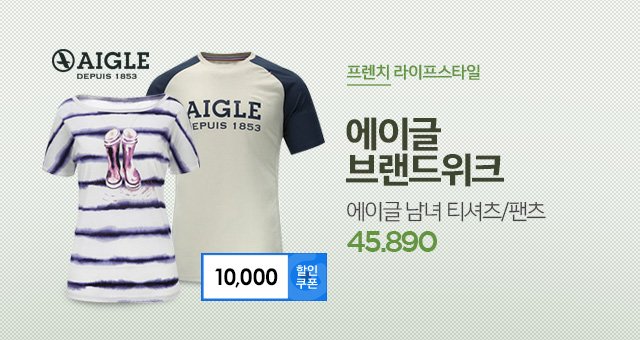 AIGLE
DEPUIS 1853
AIGLE
DEPUIS 1853
프렌치 라이프스타일
에이글
브랜드위크
에이글 남녀 티셔츠/팬츠
45.890
10,000
할인
쿠폰